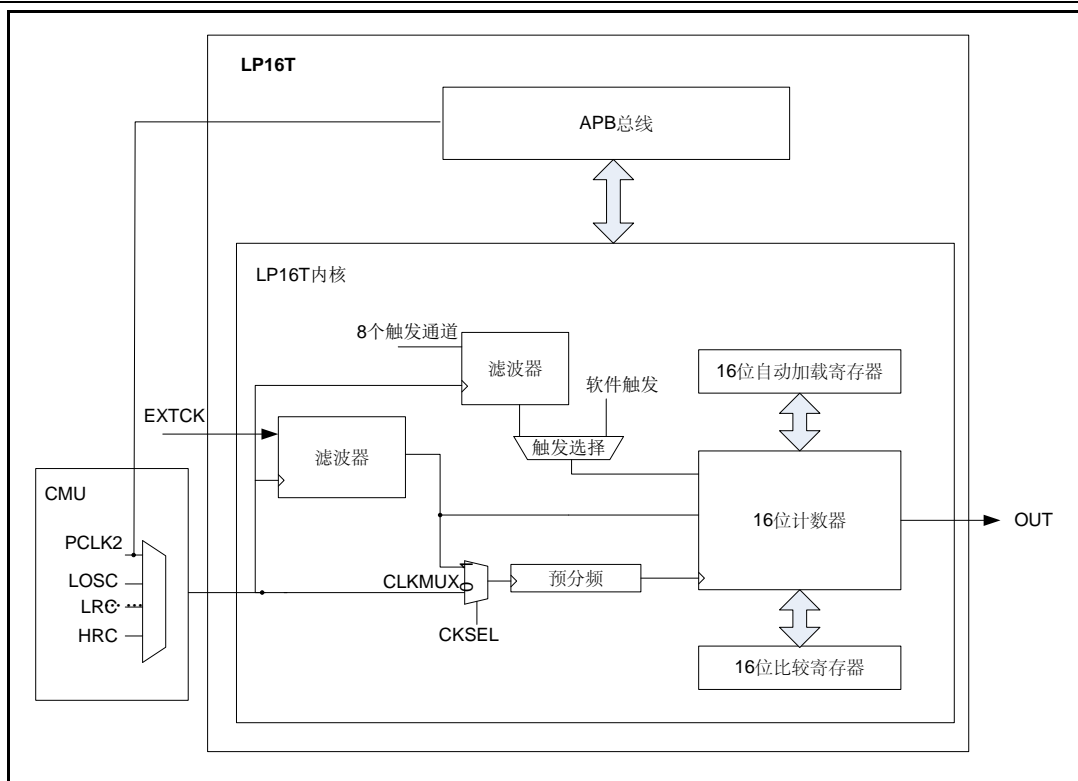 LP16T
APB总线
LP16T内核
8个触发通道
滤波器
软件触发
16位自动加载寄存器
EXTCK
滤波器
触发选择
CMU
16位计数器
OUT
PCLK2
LOSC
LRC
HRC
CLKMUX
1
0
预分频
CKSEL
16位比较寄存器